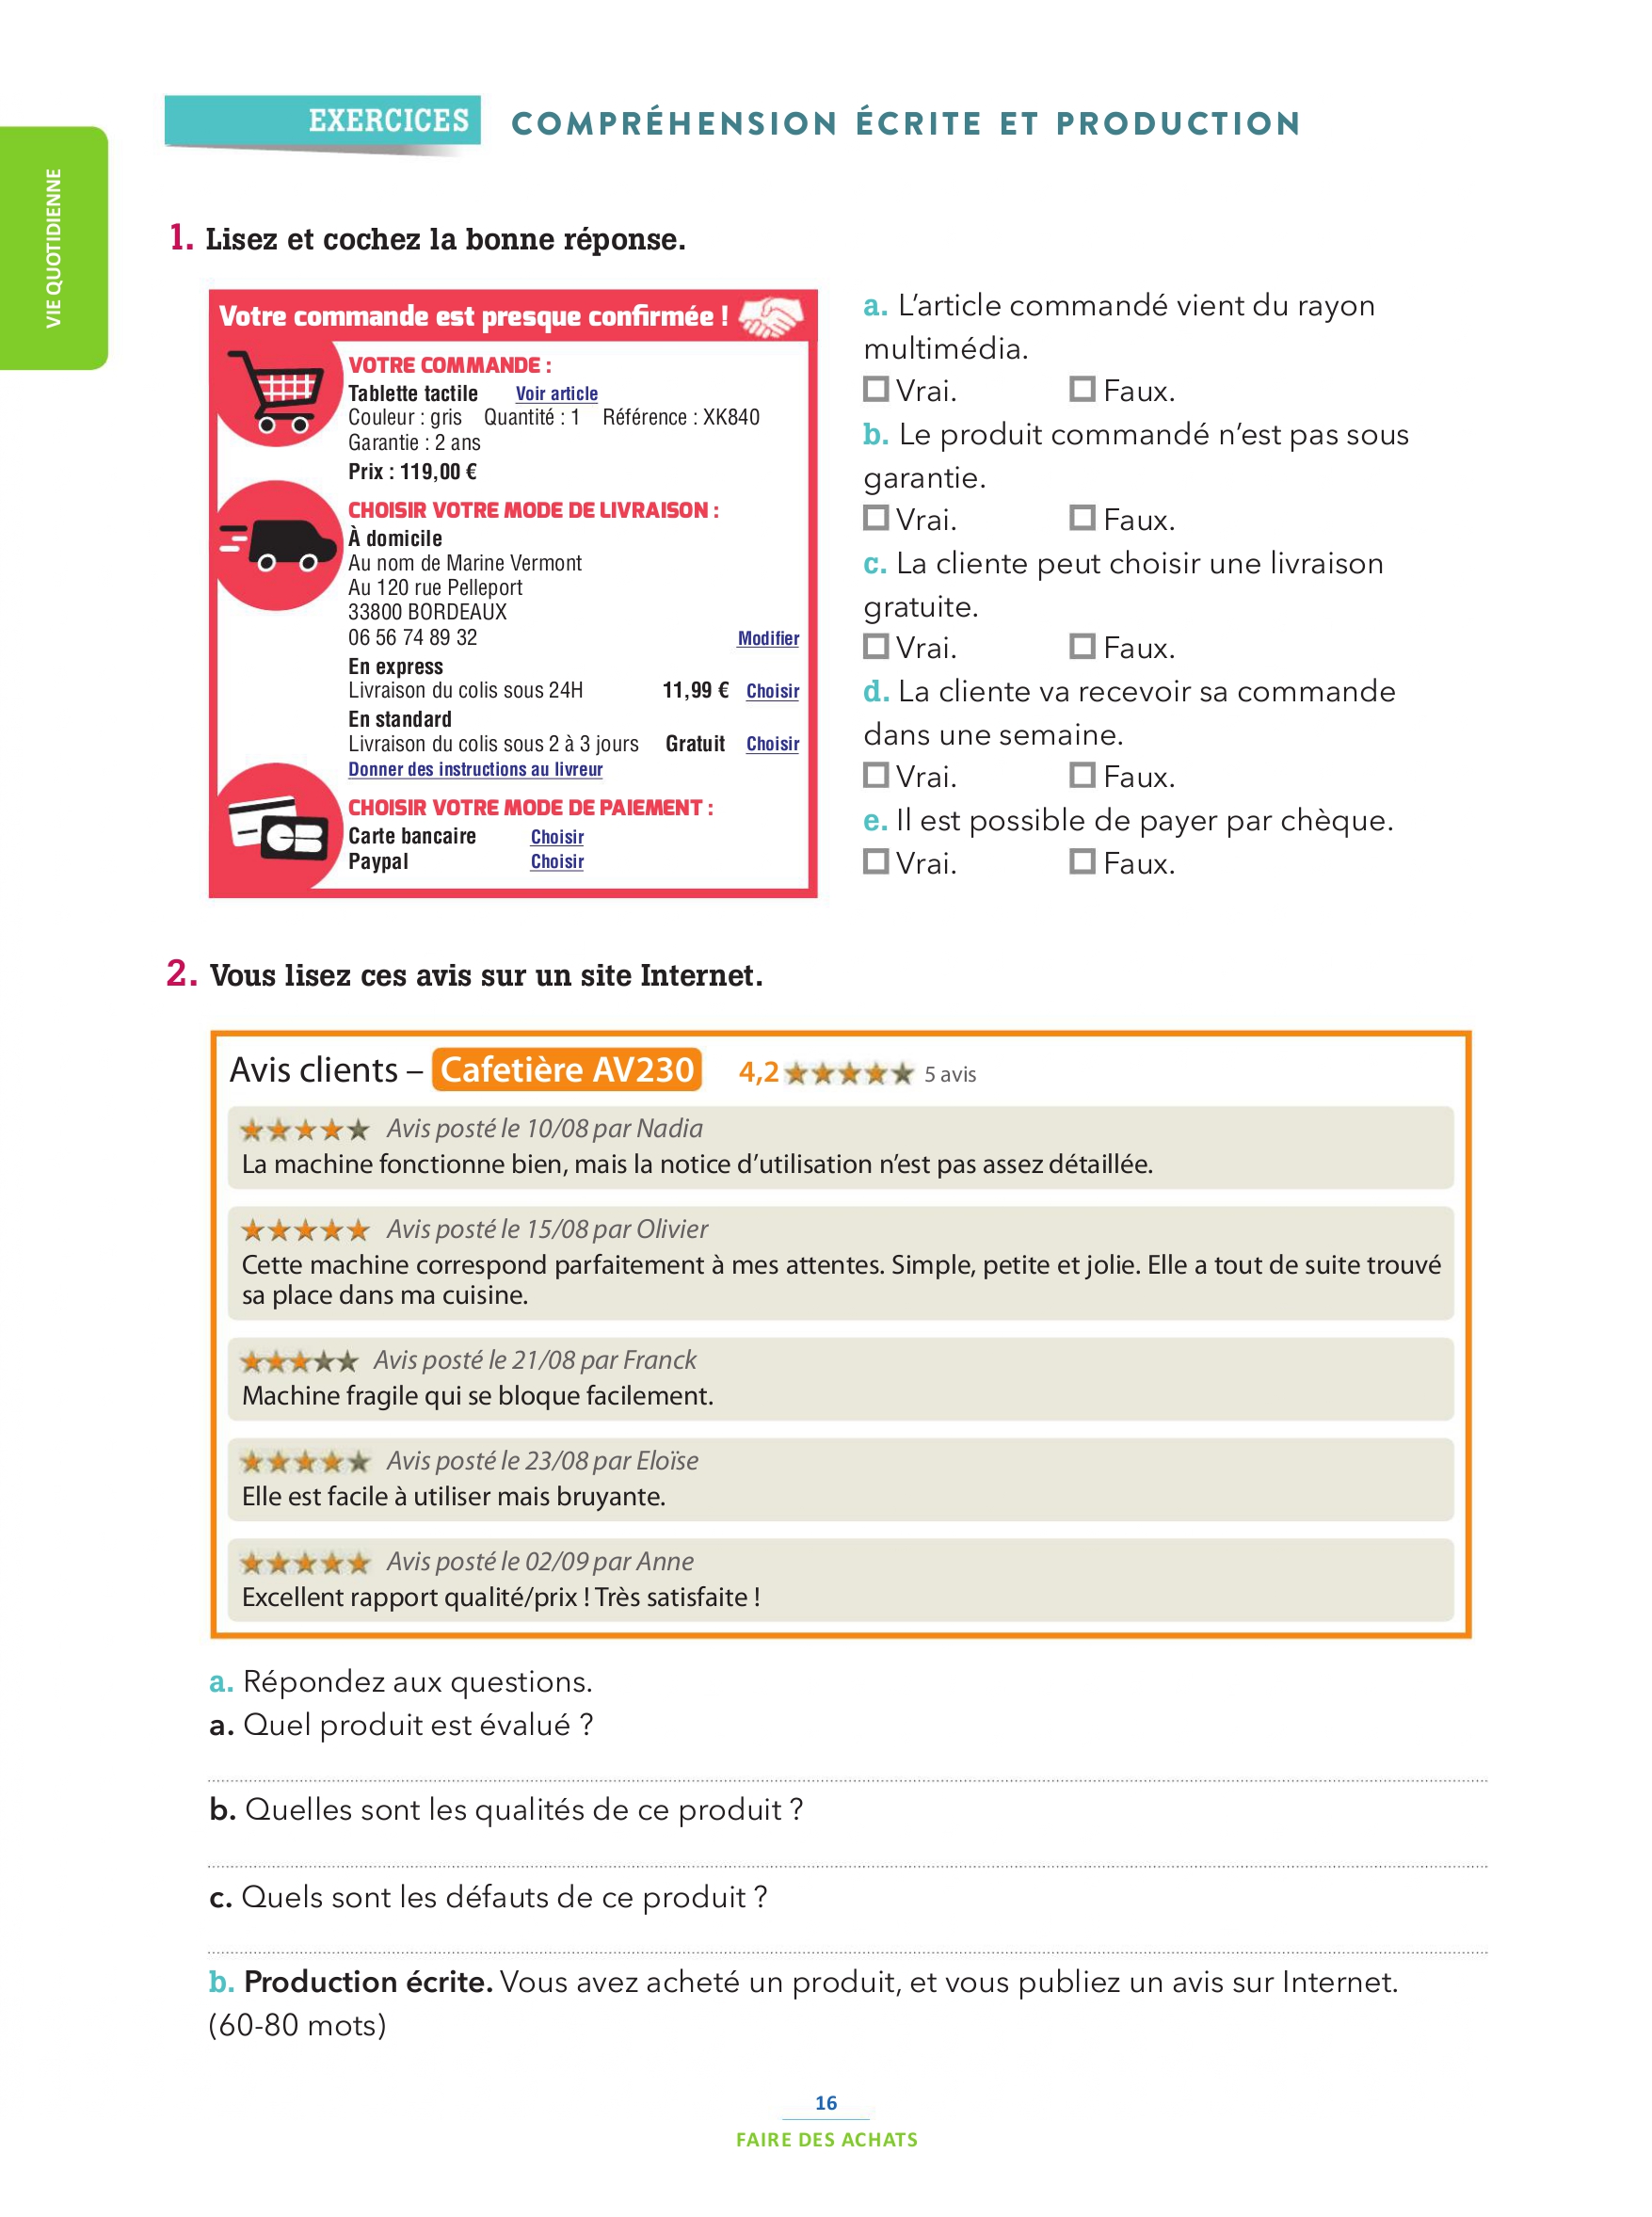 EXERCICES
COMPRÉHENSION ÉCRITE ET PRODUCTION
VIE QUOTIDIENNE
1. Lisez et cochez la bonne réponse.
Votre commande est presque confirmée !
VOTRE COMMANDE :
Tablette tactile Voir article
Couleur : gris Quantité : 1 Référence : XK840
Garantie : 2 ans
Prix : 119,00 €
CHOISIR VOTRE MODE DE LIVRAISON :
À domicile
Au nom de Marine Vermont
Au 120 rue Pelleport
33800 BORDEAUX
06 56 74 89 32 Modifier
En express
Livraison du colis sous 24H 11,99 € Choisir
En standard
Livraison du colis sous 2 à 3 jours Gratuit Choisir
Donner des instructions au livreur
CHOISIR VOTRE MODE DE PAIEMENT :
Carte bancaire Choisir
Paypal Choisir
CB
a. L'article commandé vient du rayon
multimédia.
Vrai. Faux.
b. Le produit commandé n'est pas sous
garantie.
Vrai. Faux.
c. La cliente peut choisir une livraison
gratuite.
Vrai. Faux.
d. La cliente va recevoir sa commande
dans une semaine.
Vrai. Faux.
e. Il est possible de payer par chèque.
Vrai. Faux.
2. Vous lisez ces avis sur un site Internet.
Avis clients – Cafetière AV230 4,2 5 avis
Avis posté le 10/08 par Nadia
La machine fonctionne bien, mais la notice d'utilisation n'est pas assez détaillée.
Avis posté le 15/08 par Olivier
Cette machine correspond parfaitement à mes attentes. Simple, petite et jolie. Elle a tout de suite trouvé
sa place dans ma cuisine.
Avis posté le 21/08 par Franck
Machine fragile qui se bloque facilement.
Avis posté le 23/08 par Eloïse
Elle est facile à utiliser mais bruyante.
Avis posté le 02/09 par Anne
Excellent rapport qualité/prix ! Très satisfaite !
a. Répondez aux questions.
a. Quel produit est évalué ?
b. Quelles sont les qualités de ce produit ?
c. Quels sont les défauts de ce produit ?
b. Production écrite. Vous avez acheté un produit, et vous publiez un avis sur Internet.
(60-80 mots)
16
FAIRE DES ACHATS